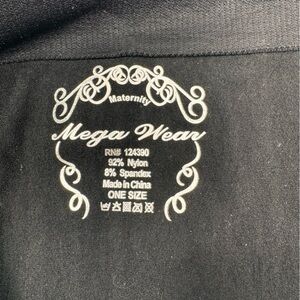 Maternity
Mega Wear
RN# 124390
92% Nylon
8% Spandex
Made in China
ONE SIZE